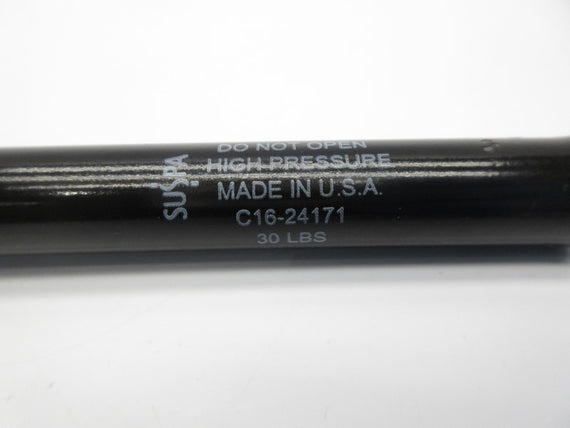 SUSPA
DO NOT OPEN
HIGH PRESSURE
MADE IN U.S.A.
C16-24171
30 LBS